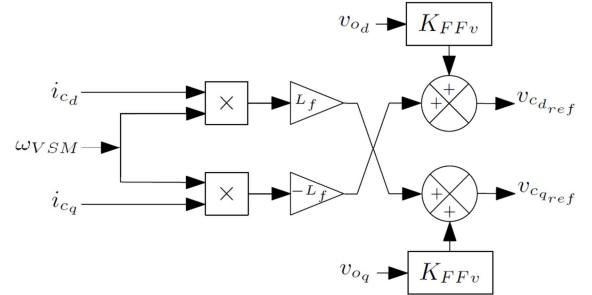 v_{o_d} K_{FFv}
i_{c_d} × L_f + + v_{c_{d_{ref}}}
ω_{VSM}
i_{c_q} × −L_f + + v_{c_{q_{ref}}}
v_{o_q} K_{FFv}